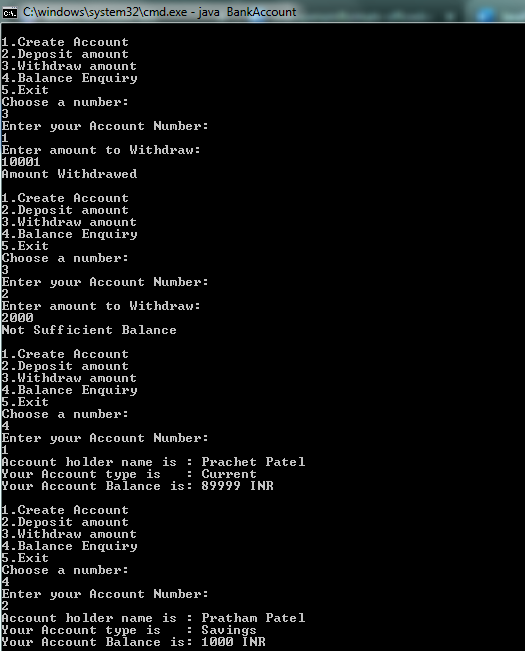 C:\windows\system32\cmd.exe - java BankAccount
1.Create Account
2.Deposit amount
3.Withdraw amount
4.Balance Enquiry
5.Exit
Choose a number:
3
Enter your Account Number:
1
Enter amount to Withdraw:
10001
Amount Withdrawed
1.Create Account
2.Deposit amount
3.Withdraw amount
4.Balance Enquiry
5.Exit
Choose a number:
3
Enter your Account Number:
2
Enter amount to Withdraw:
2000
Not Sufficient Balance
1.Create Account
2.Deposit amount
3.Withdraw amount
4.Balance Enquiry
5.Exit
Choose a number:
4
Enter your Account Number:
1
Account holder name is : Prachet Patel
Your Account type is   : Current
Your Account Balance is: 89999 INR
1.Create Account
2.Deposit amount
3.Withdraw amount
4.Balance Enquiry
5.Exit
Choose a number:
4
Enter your Account Number:
2
Account holder name is : Pratham Patel
Your Account type is   : Savings
Your Account Balance is: 1000 INR